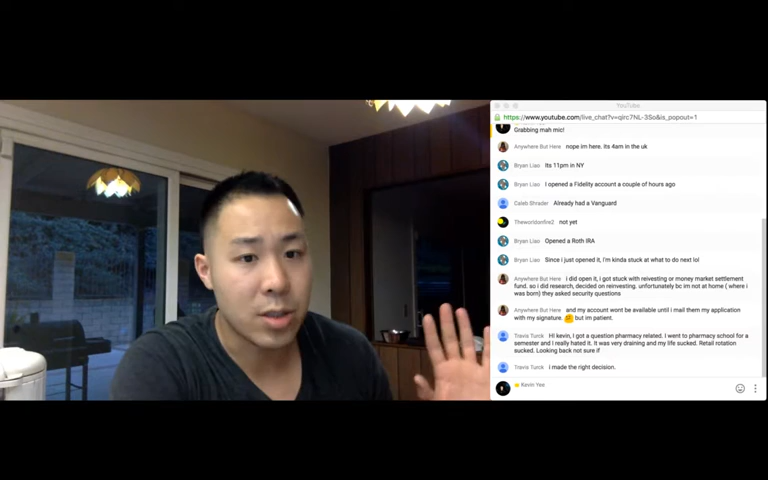 YouTube
https://www.youtube.com/live_chat?v=qirc7NL-3So&is_popout=1
Grabbing mah mic!
Anywhere But Here nope im here. Its 4am in the uk
Bryan Liao Its 11pm in NY
Bryan Liao I opened a Fidelity account a couple of hours ago
Caleb Shrader Already had a Vanguard
Theworldonfire2 not yet
Bryan Liao Opened a Roth IRA
Bryan Liao Since i just opened it, I'm kinda stuck at what to do next lol
Anywhere But Here i did open it, i got stuck with reivesting or money market settlement
fund. so i did research, decided on reinvesting. unfortunately bc im not at home ( where i
was born) they asked security questions
Anywhere But Here and my account wont be available until i mail them my application
with my signature. but im patient.
Travis Turck HI kevin, I got a question pharmacy related. I went to pharmacy school for a
semester and I really hated it. It was very draining and my life sucked. Retail rotation
sucked. Looking back not sure if
Travis Turck i made the right decision.
Kevin Yee